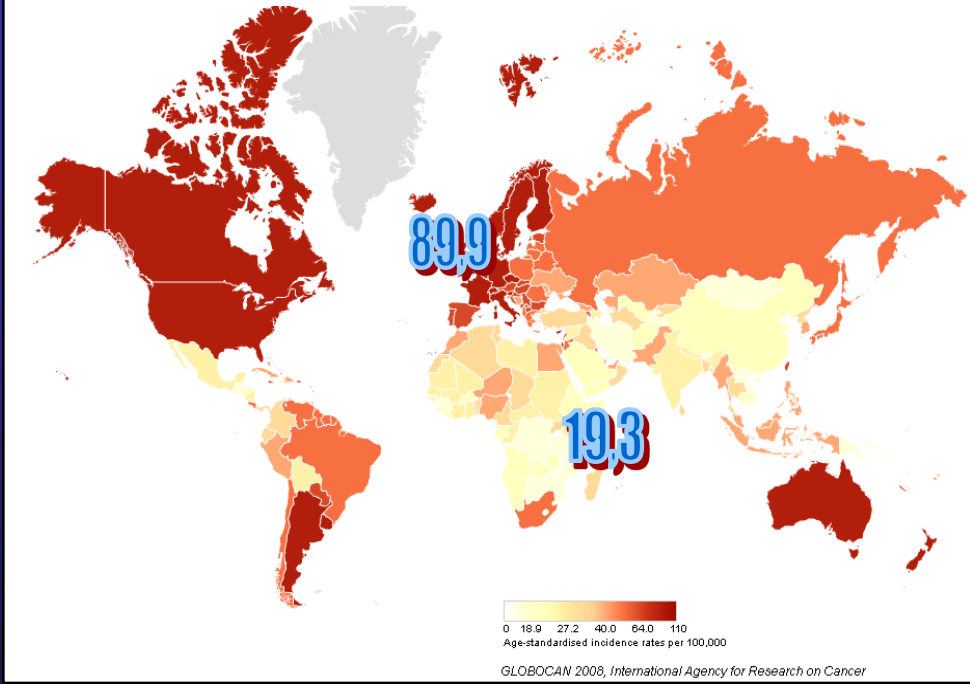 89,9
19,3
0 18.9 27.2 40.0 64.0 110
Age-standardised incidence rates per 100,000
GLOBOCAN 2008, International Agency for Research on Cancer